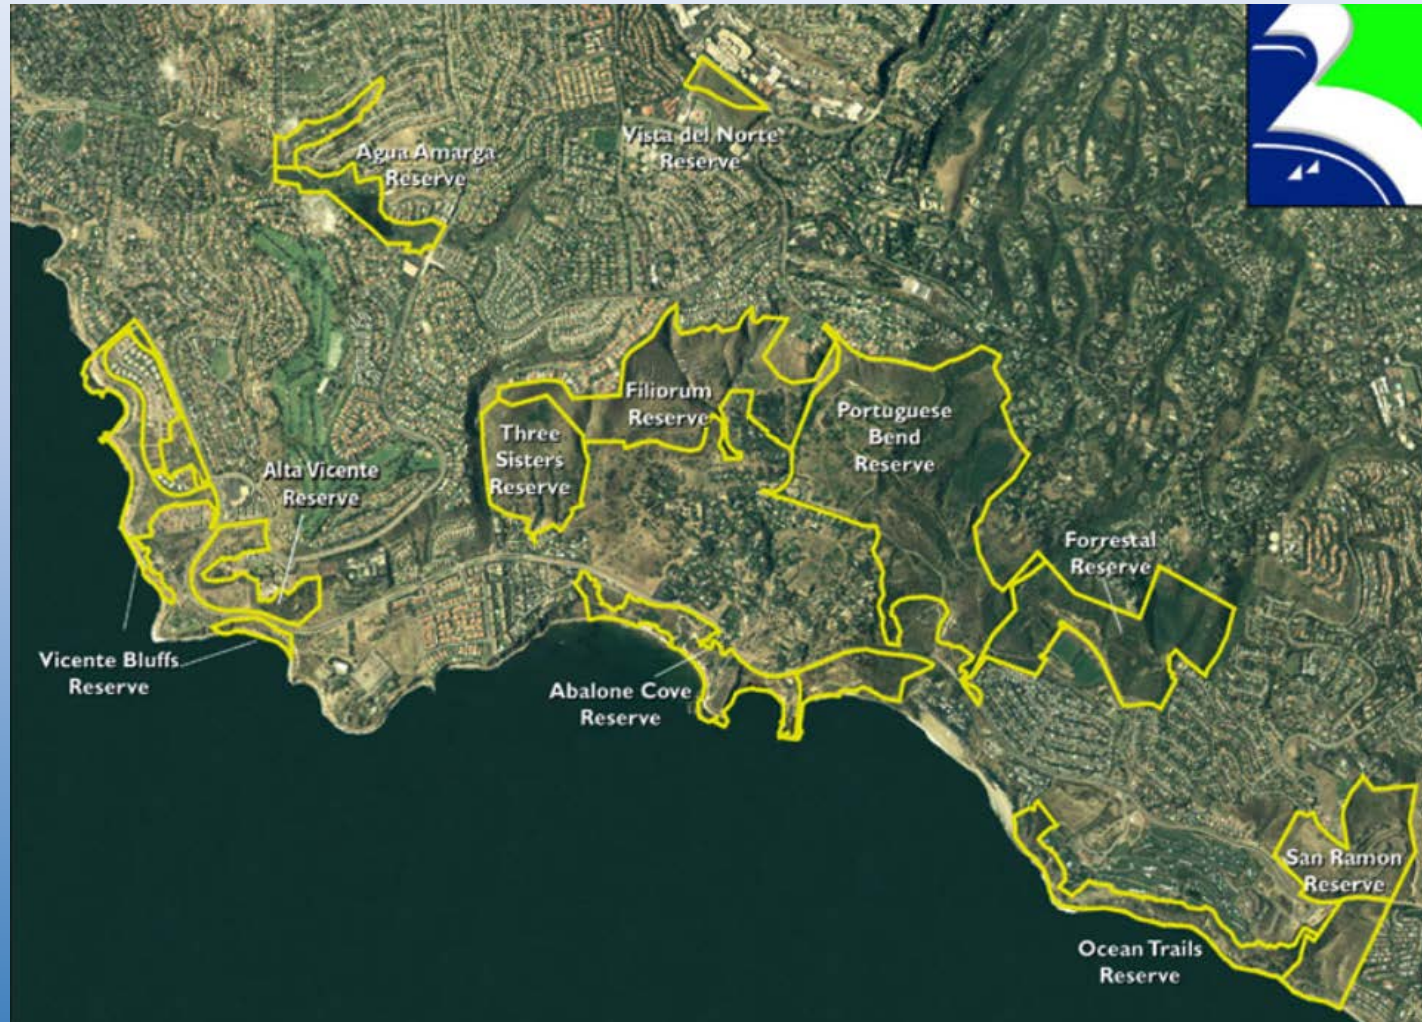 Vista del Norte
Reserve
Agua Amarga
Reserve
Filiorum
Reserve
Portuguese
Bend
Reserve
Three
Sisters
Reserve
Alta Vicente
Reserve
Forrestal
Reserve
Vicente Bluffs
Reserve
Abalone Cove
Reserve
San Ramon
Reserve
Ocean Trails
Reserve